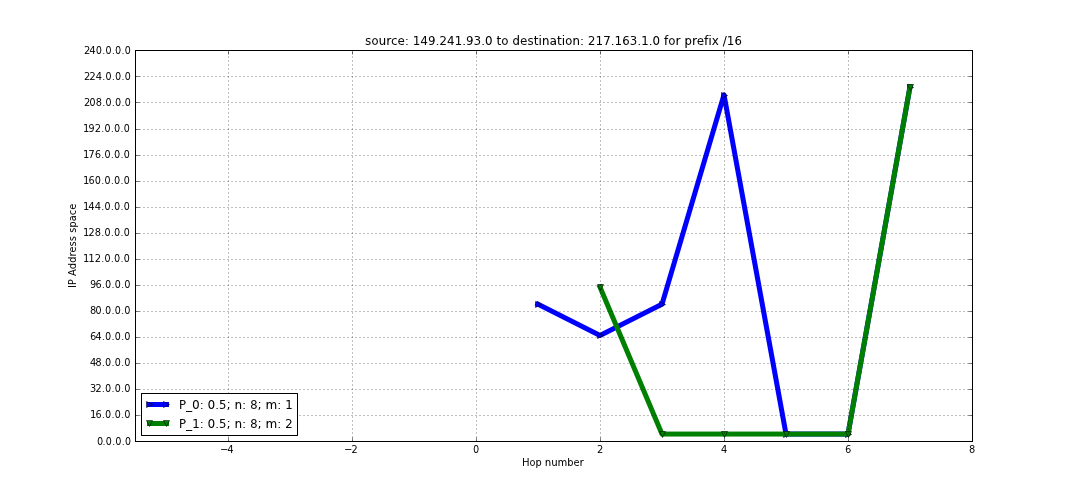 source: 149.241.93.0 to destination: 217.163.1.0 for prefix /16
240.0.0.0
224.0.0.0
208.0.0.0
192.0.0.0
176.0.0.0
160.0.0.0
144.0.0.0
128.0.0.0
112.0.0.0
96.0.0.0
80.0.0.0
64.0.0.0
48.0.0.0
32.0.0.0
16.0.0.0
0.0.0.0
IP Address space
P_0: 0.5; n: 8; m: 1
P_1: 0.5; n: 8; m: 2
−4 −2 0 2 4 6 8
Hop number